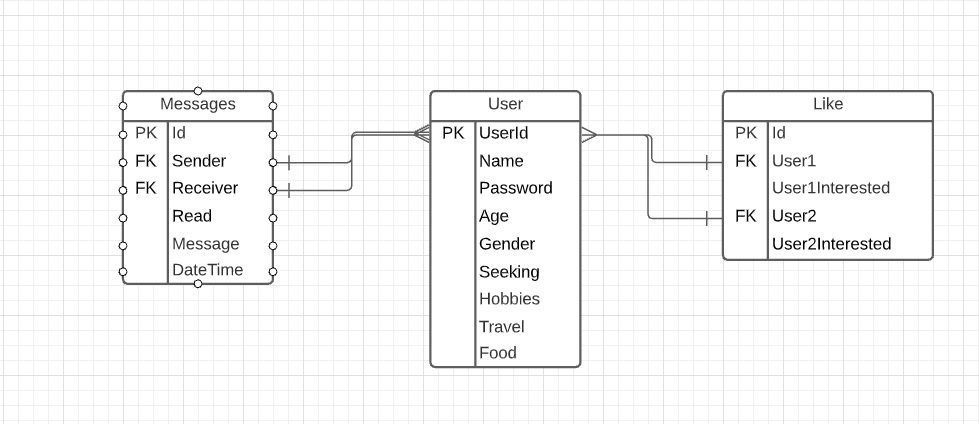 Messages
PK Id
FK Sender
FK Receiver
Read
Message
DateTime
User
PK UserId
Name
Password
Age
Gender
Seeking
Hobbies
Travel
Food
Like
PK Id
FK User1
User1Interested
FK User2
User2Interested